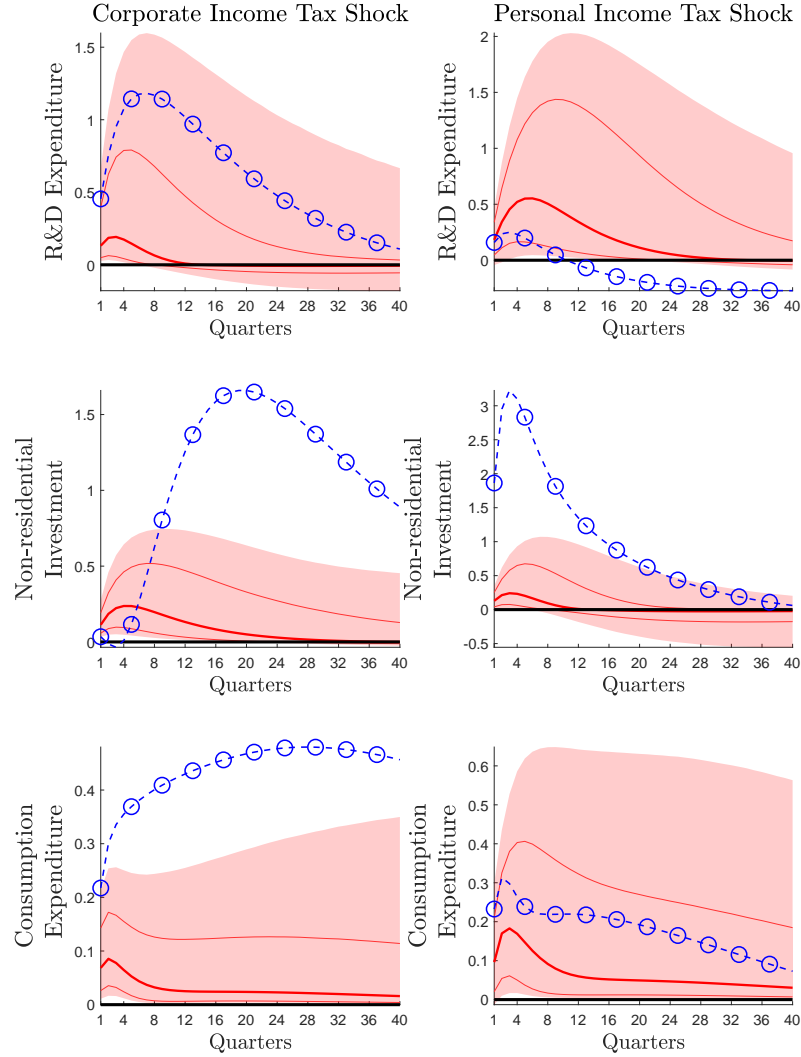 Corporate Income Tax Shock
Personal Income Tax Shock
R&D Expenditure
1.5
1
0.5
0
1 4 8 12 16 20 24 28 32 36 40
Quarters
R&D Expenditure
2
1.5
1
0.5
0
1 4 8 12 16 20 24 28 32 36 40
Quarters
Non-residential
Investment
1.5
1
0.5
0
1 4 8 12 16 20 24 28 32 36 40
Quarters
Non-residential
Investment
3
2.5
2
1.5
1
0.5
0
-0.5
1 4 8 12 16 20 24 28 32 36 40
Quarters
Consumption
Expenditure
0.4
0.3
0.2
0.1
0
1 4 8 12 16 20 24 28 32 36 40
Quarters
Consumption
Expenditure
0.6
0.5
0.4
0.3
0.2
0.1
0
1 4 8 12 16 20 24 28 32 36 40
Quarters